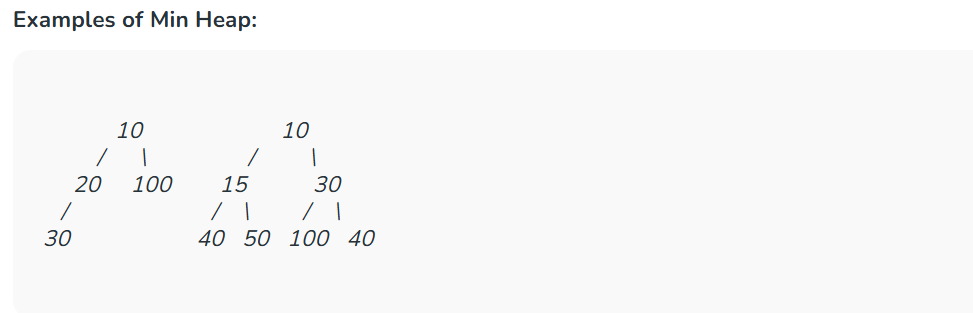 Examples of Min Heap:
10 10
/ \ / \
20 100 15 30
/ / \ / \
30 40 50 100 40